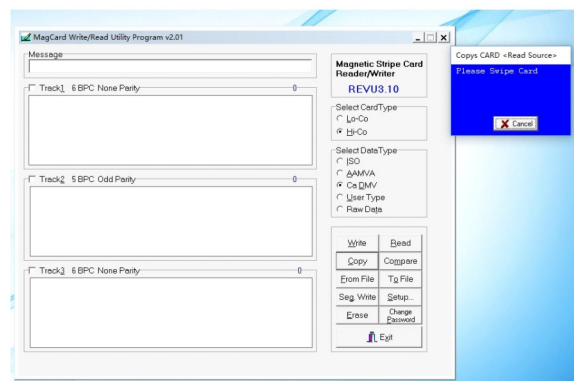 MagCard Write/Read Utility Program v2.01
Message
Track1 6 BPC None Parity 0
Track2 5 BPC Odd Parity 0
Track3 6 BPC None Parity 0
Magnetic Stripe Card
Reader/Writer
REVU3.10
Select CardType
Lo-Co
Hi-Co
Select DataType
ISO
AAMVA
Ca DMV
User Type
Raw Data
Write Read
Copy Compare
From File To File
Seq. Write Setup...
Erase Change Password
Exit
Copys CARD <Read Source>
Please Swipe Card
Cancel